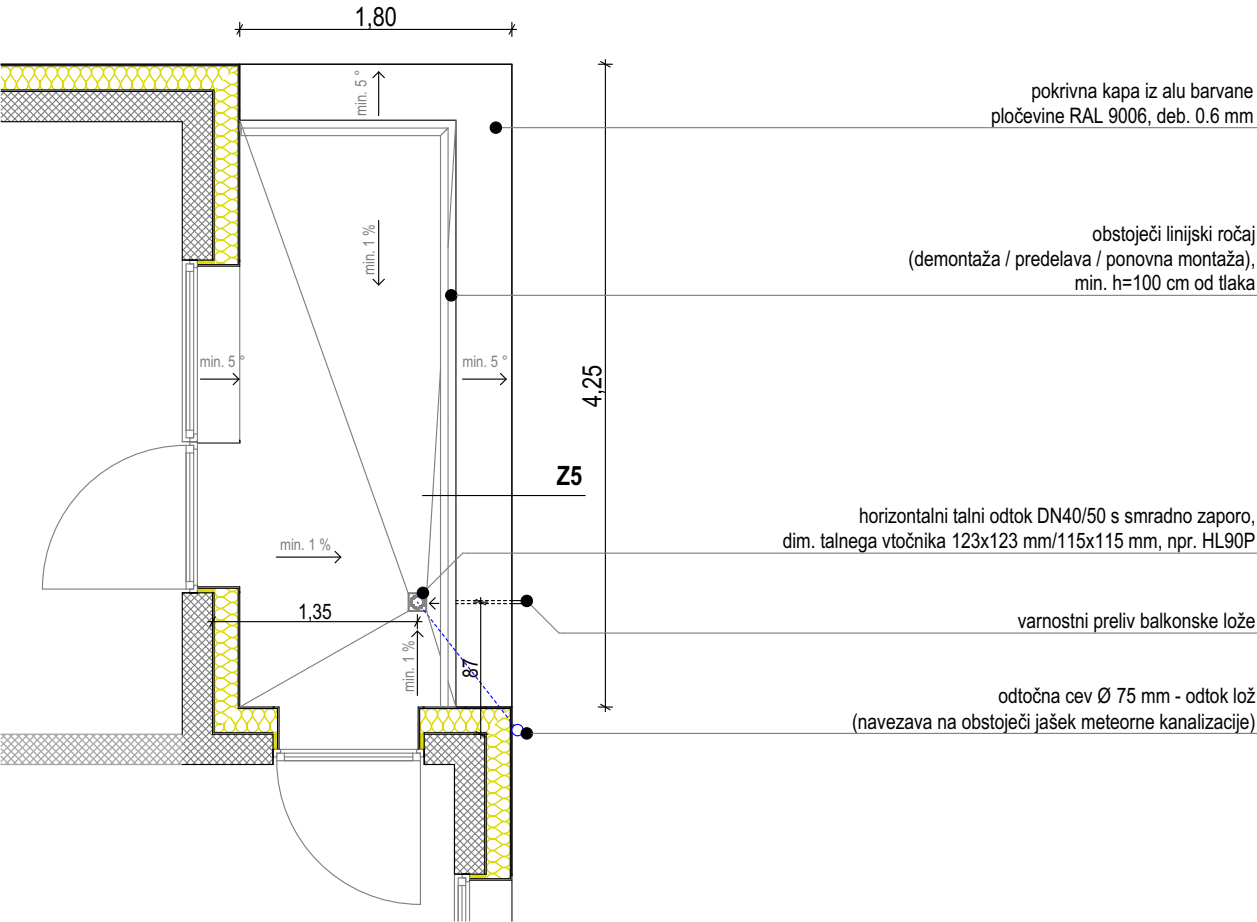 1,80
min. 5 °
pokrivna kapa iz alu barvane
pločevine RAL 9006, deb. 0.6 mm
min. 1 %
obstoječi linijski ročaj
(demontaža / predelava / ponovna montaža),
min. h=100 cm od tlaka
min. 5 °
min. 5 °
4,25
Z5
horizontalni talni odtok DN40/50 s smradno zaporo,
dim. talnega vtočnika 123x123 mm/115x115 mm, npr. HL90P
min. 1 %
1,35
varnostni preliv balkonske lože
min. 1 %
87
odtočna cev Ø 75 mm - odtok lož
(navezava na obstoječi jašek meteorne kanalizacije)